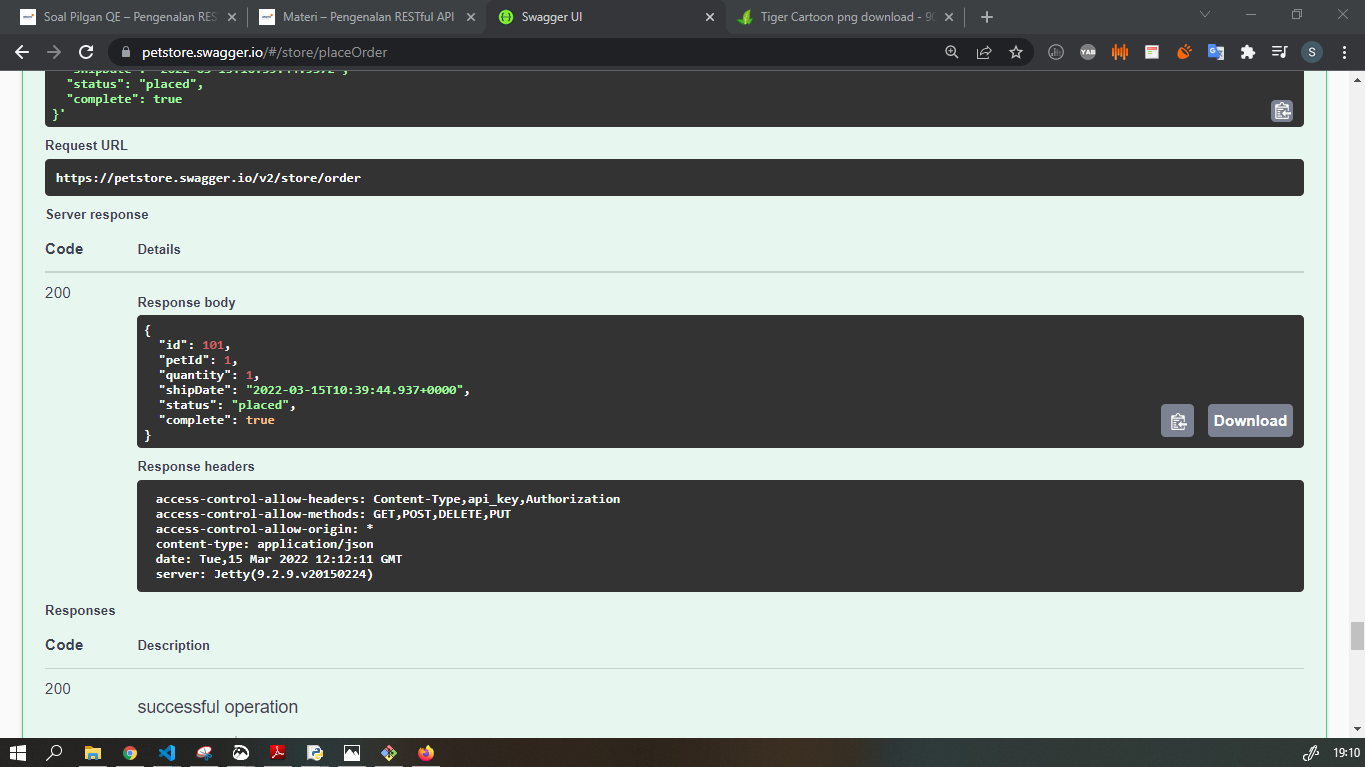 Soal Pilgan QE – Pengenalan RES
Materi – Pengenalan RESTful API
Swagger UI
Tiger Cartoon png download - 90
petstore.swagger.io/#/store/placeOrder
YAB
S
"status": "placed",
"complete": true
}'
Request URL
https://petstore.swagger.io/v2/store/order
Server response
Code Details
200
Response body
{
"id": 101,
"petId": 1,
"quantity": 1,
"shipDate": "2022-03-15T10:39:44.937+0000",
"status": "placed",
"complete": true
}
Download
Response headers
access-control-allow-headers: Content-Type,api_key,Authorization
access-control-allow-methods: GET,POST,DELETE,PUT
access-control-allow-origin: *
content-type: application/json
date: Tue,15 Mar 2022 12:12:11 GMT
server: Jetty(9.2.9.v20150224)
Responses
Code Description
200
successful operation
19:10